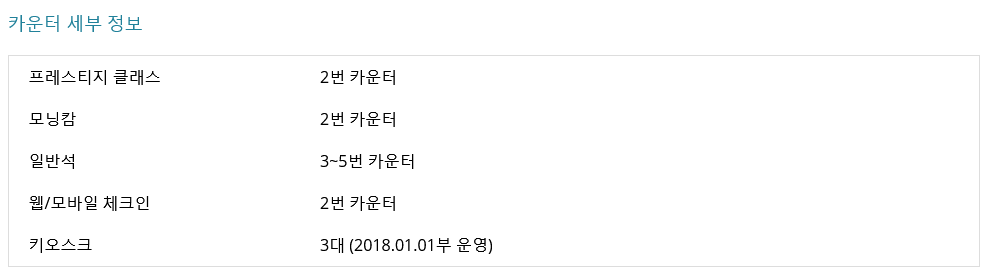 카운터 세부 정보
프레스티지 클래스 2번 카운터
모닝캄 2번 카운터
일반석 3~5번 카운터
웹/모바일 체크인 2번 카운터
키오스크 3대 (2018.01.01부 운영)